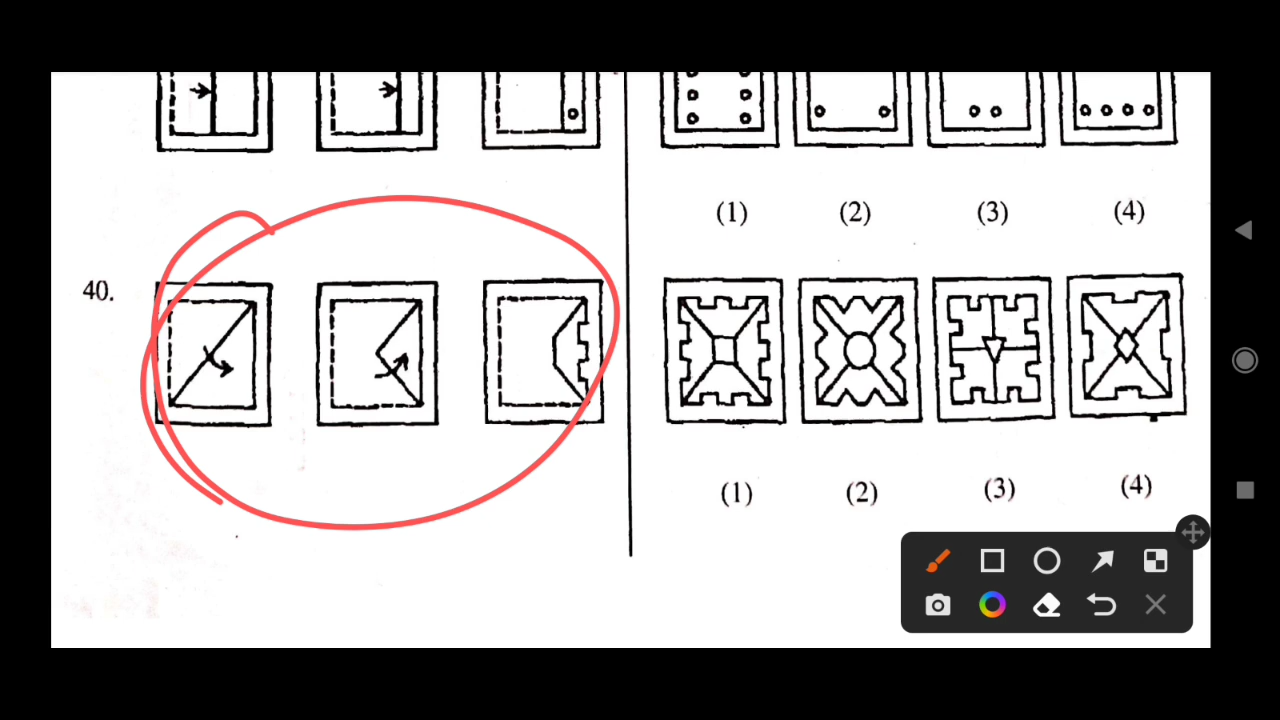 (1) (2) (3) (4)
40.
(1) (2) (3) (4)